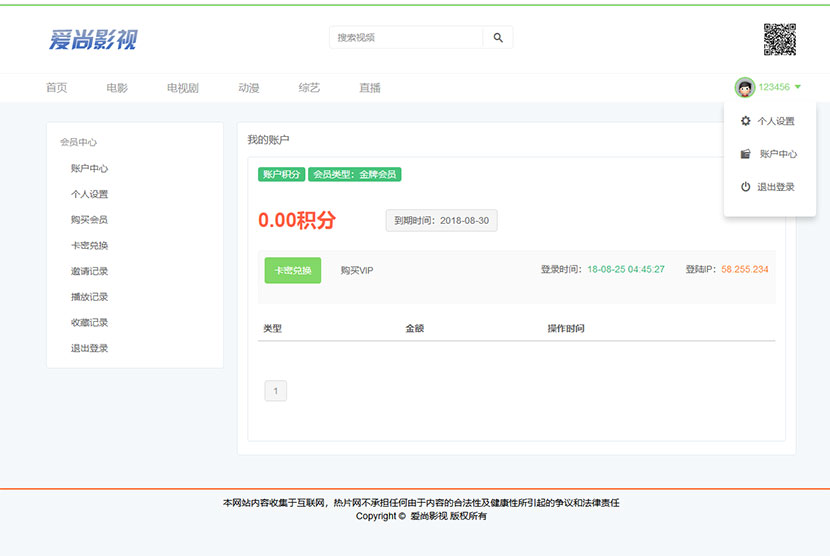 爱尚影视
搜索视频
首页 电影 电视剧 动漫 综艺 直播 123456
个人设置
账户中心
退出登录
会员中心
账户中心
个人设置
购买会员
卡密兑换
邀请记录
播放记录
收藏记录
退出登录
我的账户
账户积分 会员类型：金牌会员
0.00积分 到期时间：2018-08-30
卡密兑换 购买VIP 登录时间：18-08-25 04:45:27 登陆IP：58.255.234
类型 金额 操作时间
1
本网站内容收集于互联网，热片网不承担任何由于内容的合法性及健康性所引起的争议和法律责任
Copyright © 爱尚影视 版权所有